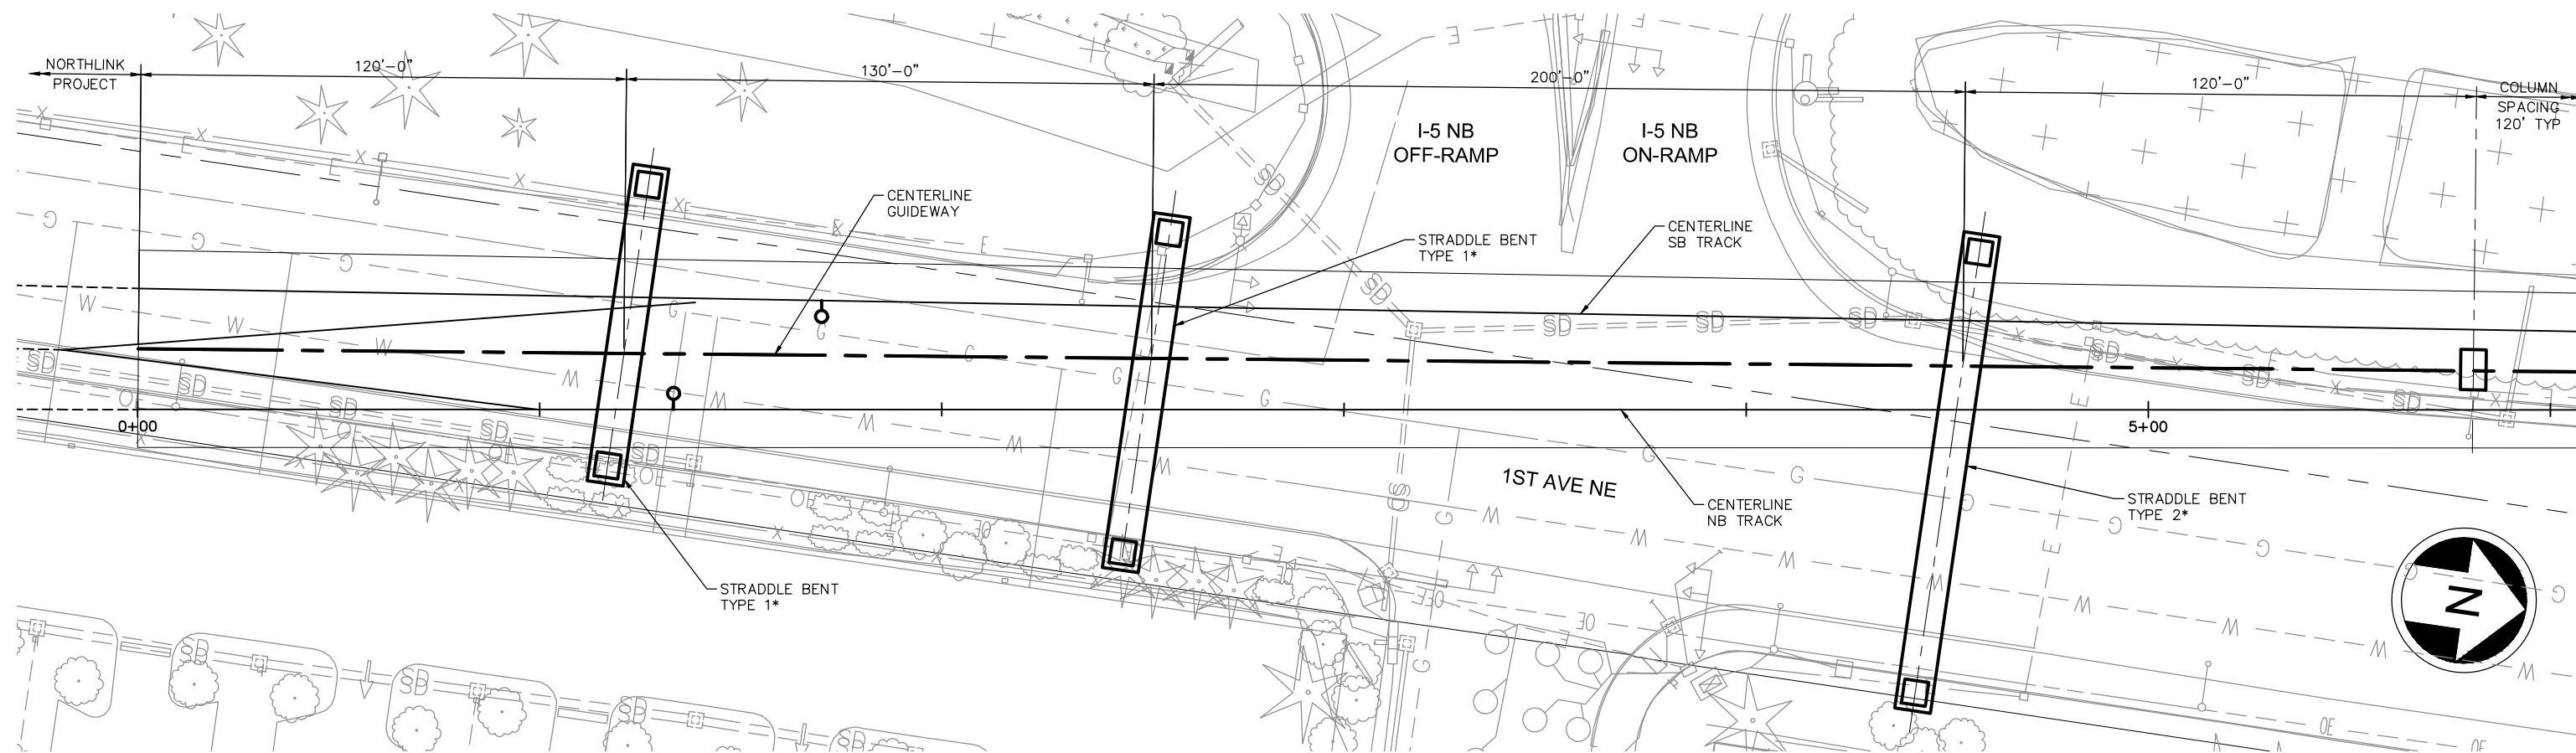 NORTHLINK
PROJECT
120'-0"
130'-0"
200'-0"
120'-0"
COLUMN
SPACING
120' TYP
I-5 NB
OFF-RAMP
I-5 NB
ON-RAMP
CENTERLINE
GUIDEWAY
STRADDLE BENT
TYPE 1*
CENTERLINE
SB TRACK
0+00
5+00
1ST AVE NE
CENTERLINE
NB TRACK
STRADDLE BENT
TYPE 2*
STRADDLE BENT
TYPE 1*
N